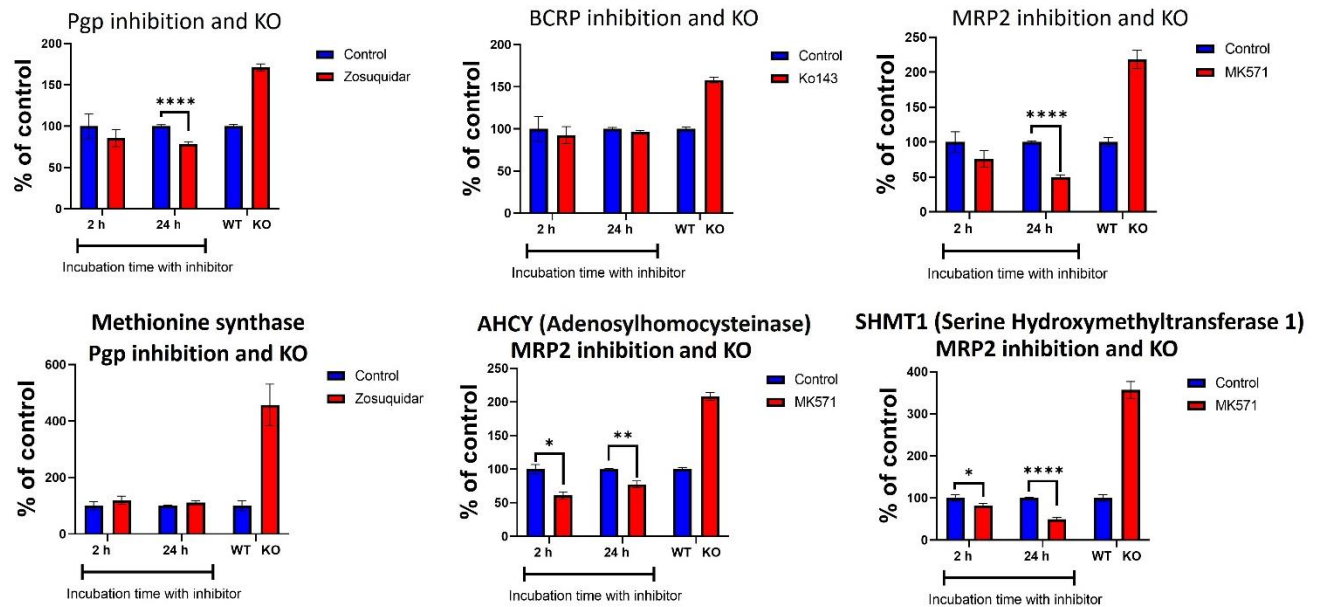 Pgp inhibition and KO
% of control
200
150
100
50
0
****
2 h
24 h
WT
KO
Control
Zosuquidar
Incubation time with inhibitor
BCRP inhibition and KO
% of control
200
150
100
50
0
2 h
24 h
WT
KO
Control
Ko143
Incubation time with inhibitor
MRP2 inhibition and KO
% of control
250
200
150
100
50
0
****
2 h
24 h
WT
KO
Control
MK571
Incubation time with inhibitor
Methionine synthase
Pgp inhibition and KO
% of control
600
400
200
0
2 h
24 h
WT
KO
Control
Zosuquidar
Incubation time with inhibitor
AHCY (Adenosylhomocysteinase)
MRP2 inhibition and KO
% of control
250
200
150
100
50
0
*
**
2 h
24 h
WT
KO
Control
MK571
Incubation time with inhibitor
SHMT1 (Serine Hydroxymethyltransferase 1)
MRP2 inhibition and KO
% of control
400
300
200
100
0
*
****
2 h
24 h
WT
KO
Control
MK571
Incubation time with inhibitor